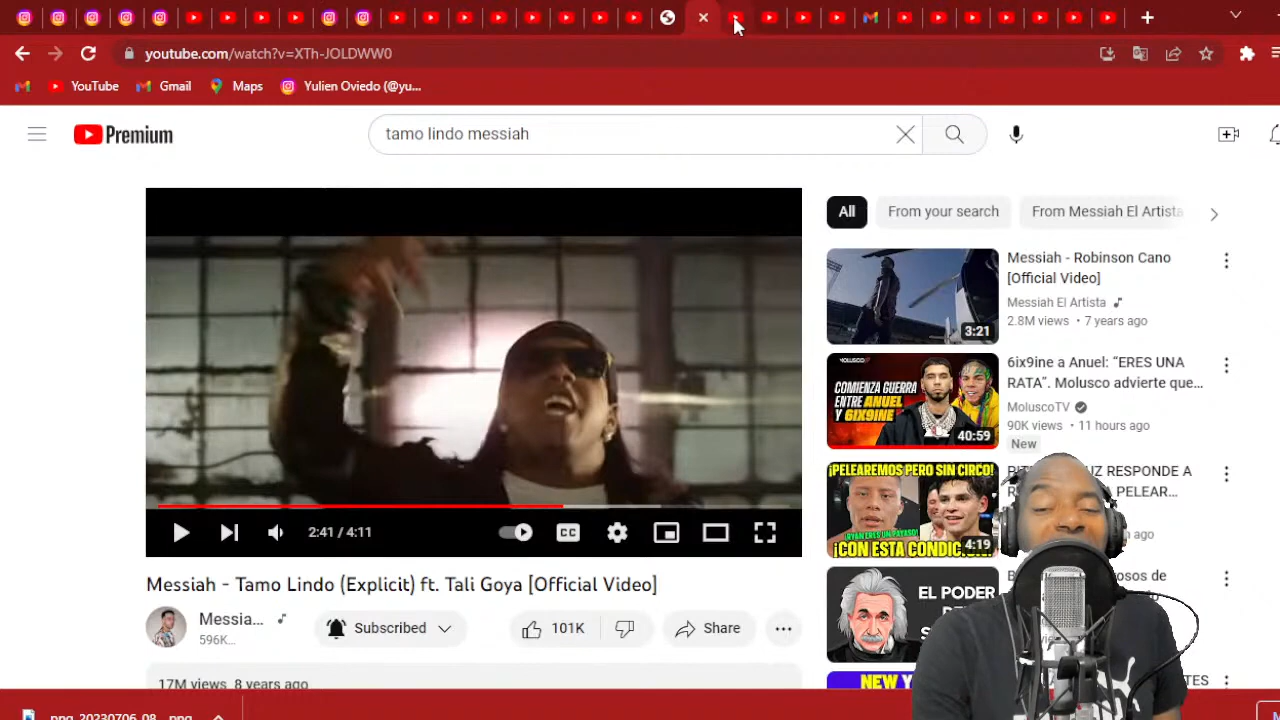 youtube.com/watch?v=XTh-JOLDWW0
YouTube
Gmail
Maps
Yulien Oviedo (@yu...
Premium
tamo lindo messiah
All
From your search
From Messiah El Artista
Messiah - Robinson Cano
[Official Video]
Messiah El Artista
2.8M views • 7 years ago
3:21
6ix9ine a Anuel: “ERES UNA
RATA”. Molusco advierte que...
MoluscoTV
90K views • 11 hours ago
New
MOLUSCO
COMIENZA GUERRA
ENTRE ANUEL
Y 6IX9INE
40:59
RESPONDE A
PELEAR...
¡PELEAREMOS PERO SIN CIRCO!
¡CON ESTA CONDICIÓN!
4:19
EL PODER
2:41 / 4:11
CC
Messiah - Tamo Lindo (Explicit) ft. Tali Goya [Official Video]
Messia...
596K...
Subscribed
101K
Share
17M views 8 years ago
png_20230706_08...png